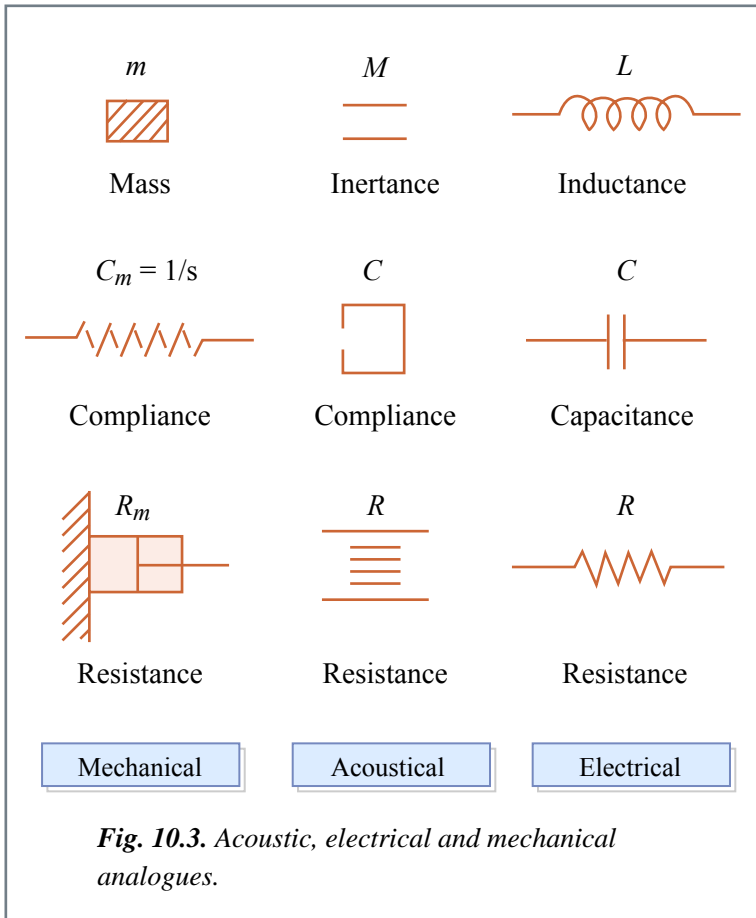 m M L
Mass Inertance Inductance
C_m = 1/s C C
Compliance Compliance Capacitance
R_m R R
Resistance Resistance Resistance
Mechanical Acoustical Electrical
Fig. 10.3. Acoustic, electrical and mechanical
analogues.